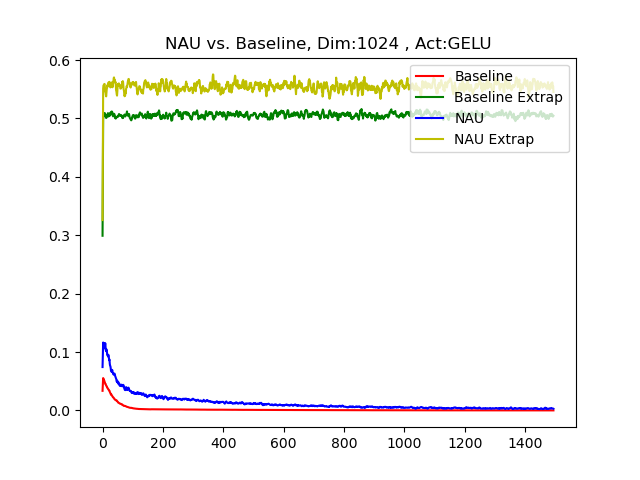 NAU vs. Baseline, Dim:1024 , Act:GELU
0.6
0.5
0.4
0.3
0.2
0.1
0.0
Baseline
Baseline Extrap
NAU
NAU Extrap
0 200 400 600 800 1000 1200 1400